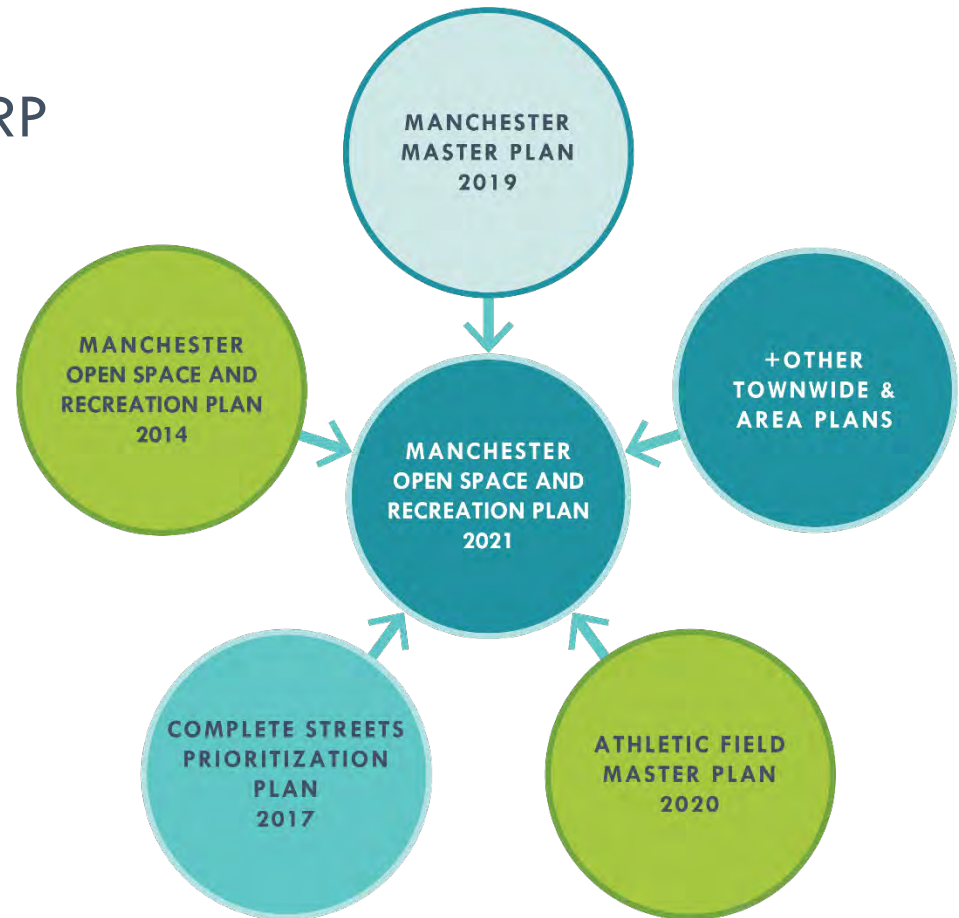 RP
MANCHESTER
MASTER PLAN
2019
MANCHESTER
OPEN SPACE AND
RECREATION PLAN
2014
+OTHER
TOWNWIDE &
AREA PLANS
MANCHESTER
OPEN SPACE AND
RECREATION PLAN
2021
COMPLETE STREETS
PRIORITIZATION
PLAN
2017
ATHLETIC FIELD
MASTER PLAN
2020